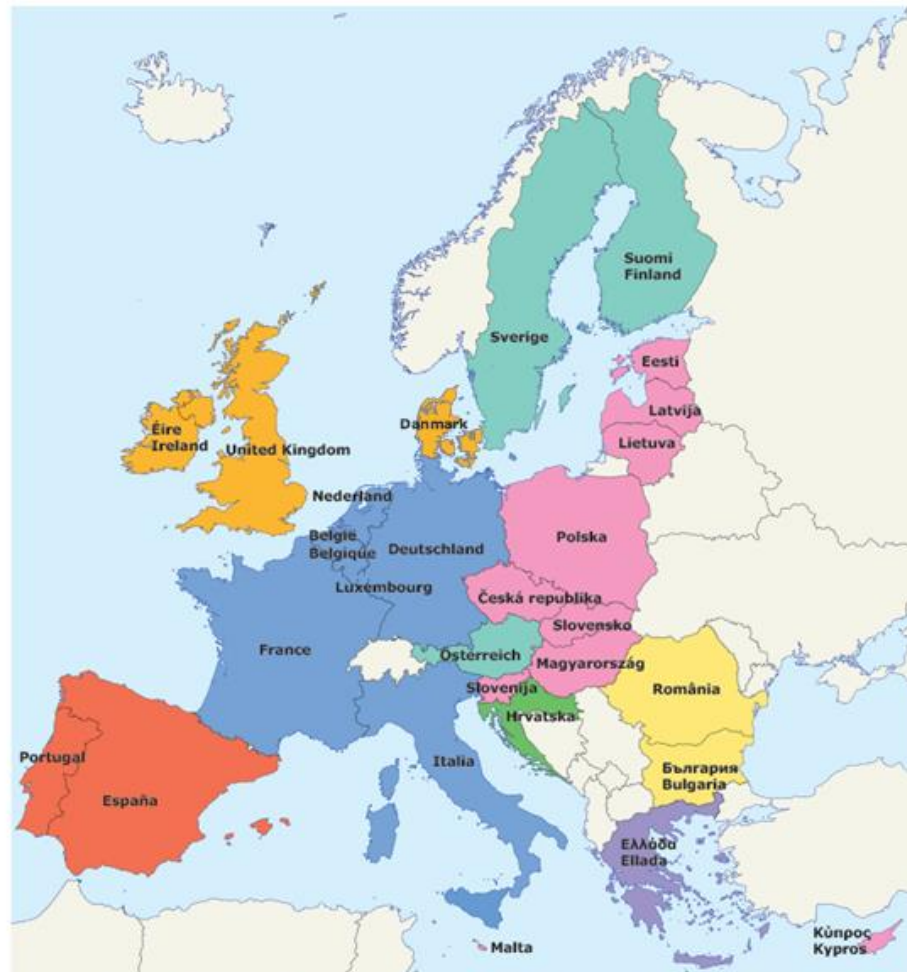 Suomi
Finland
Sverige
Eesti
Latvija
Lietuva
Danmark
Éire
Ireland
United Kingdom
Nederland
België
Belgique
Deutschland
Polska
Luxembourg
Česká republika
Slovensko
France
Österreich
Magyarország
Slovenija
România
Hrvatska
Portugal
Italia
България
Bulgaria
España
Ελλάδα
Ellada
Malta
Κύπρος
Kypros